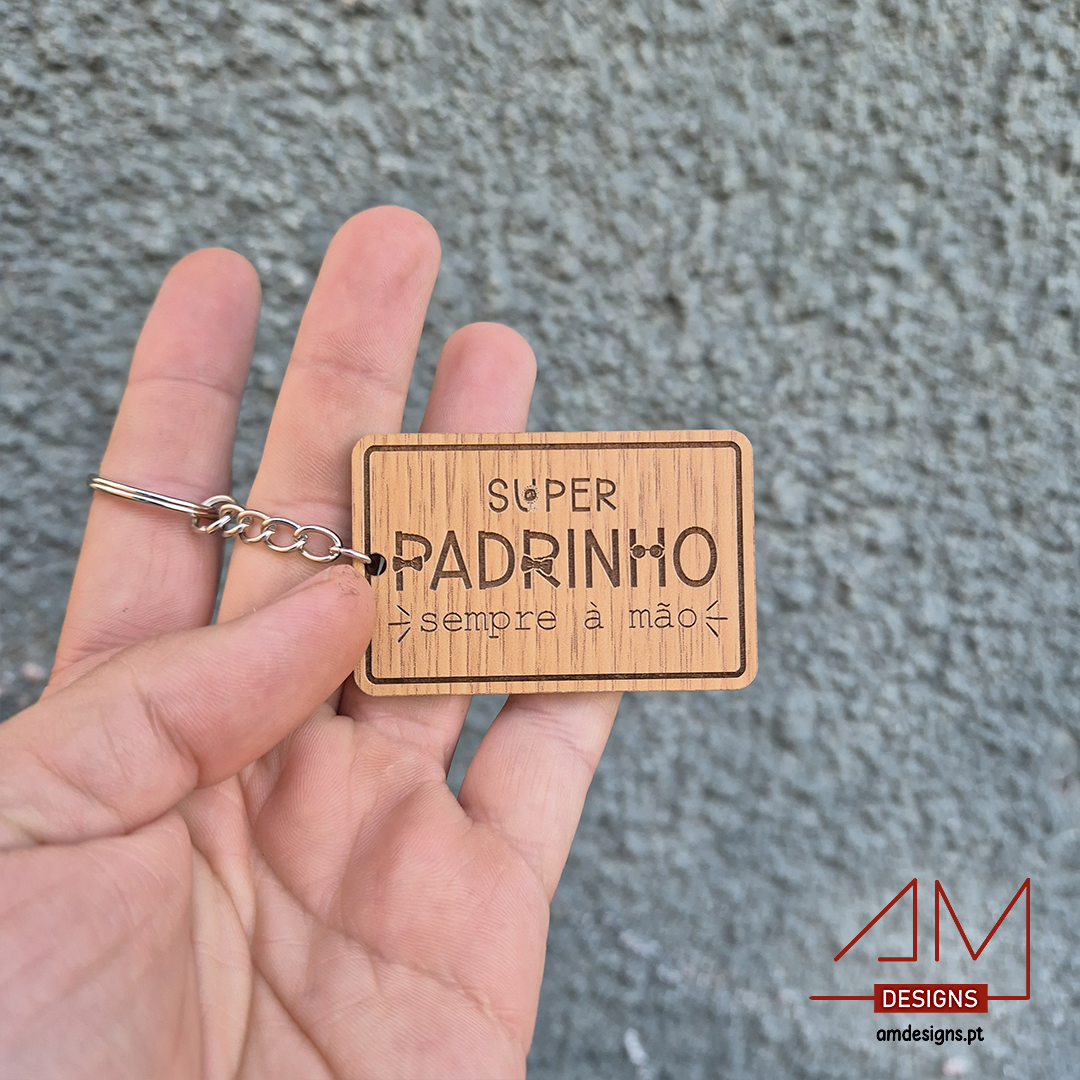 SUPER
PADRINHO
sempre à mão
AM
DESIGNS
amdesigns.pt